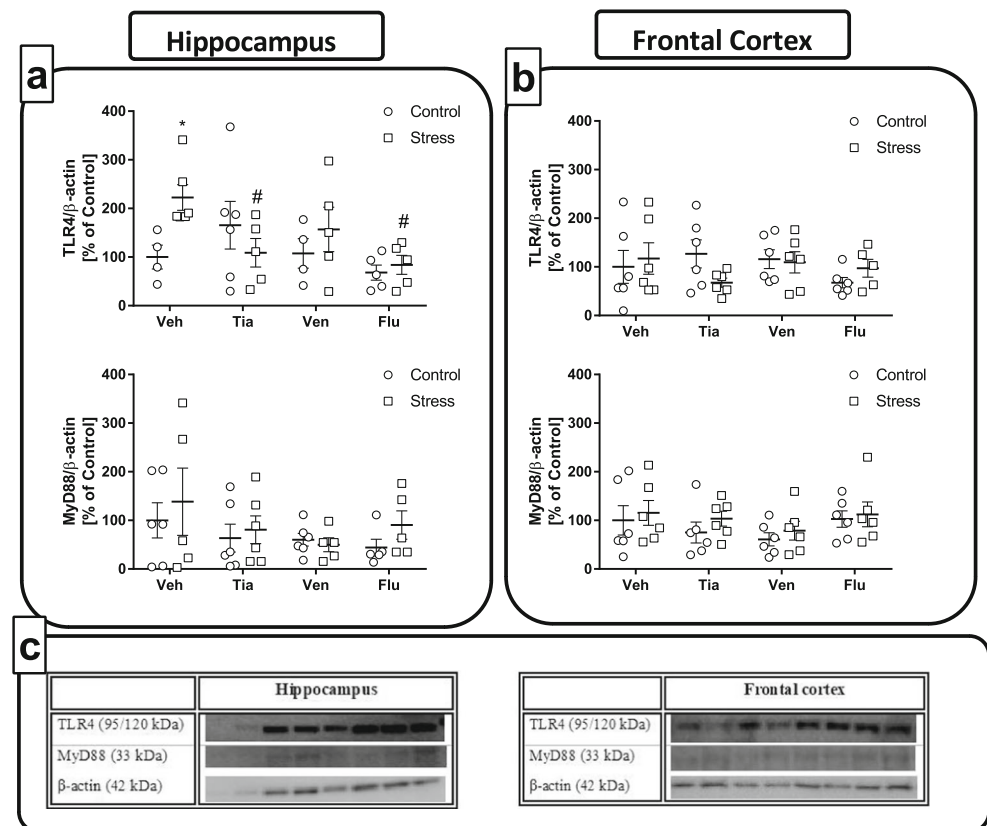 Hippocampus
Frontal Cortex
a
TLR4/β-actin
[% of Control]
400
300
200
100
0
Control
Stress
*
#
#
Veh Tia Ven Flu
MyD88/β-actin
[% of Control]
400
300
200
100
0
Control
Stress
Veh Tia Ven Flu
b
TLR4/β-actin
[% of Control]
400
300
200
100
0
Control
Stress
Veh Tia Ven Flu
MyD88/β-actin
[% of Control]
400
300
200
100
0
Control
Stress
Veh Tia Ven Flu
c
Hippocampus
TLR4 (95/120 kDa)
MyD88 (33 kDa)
β-actin (42 kDa)
Frontal cortex
TLR4 (95/120 kDa)
MyD88 (33 kDa)
β-actin (42 kDa)